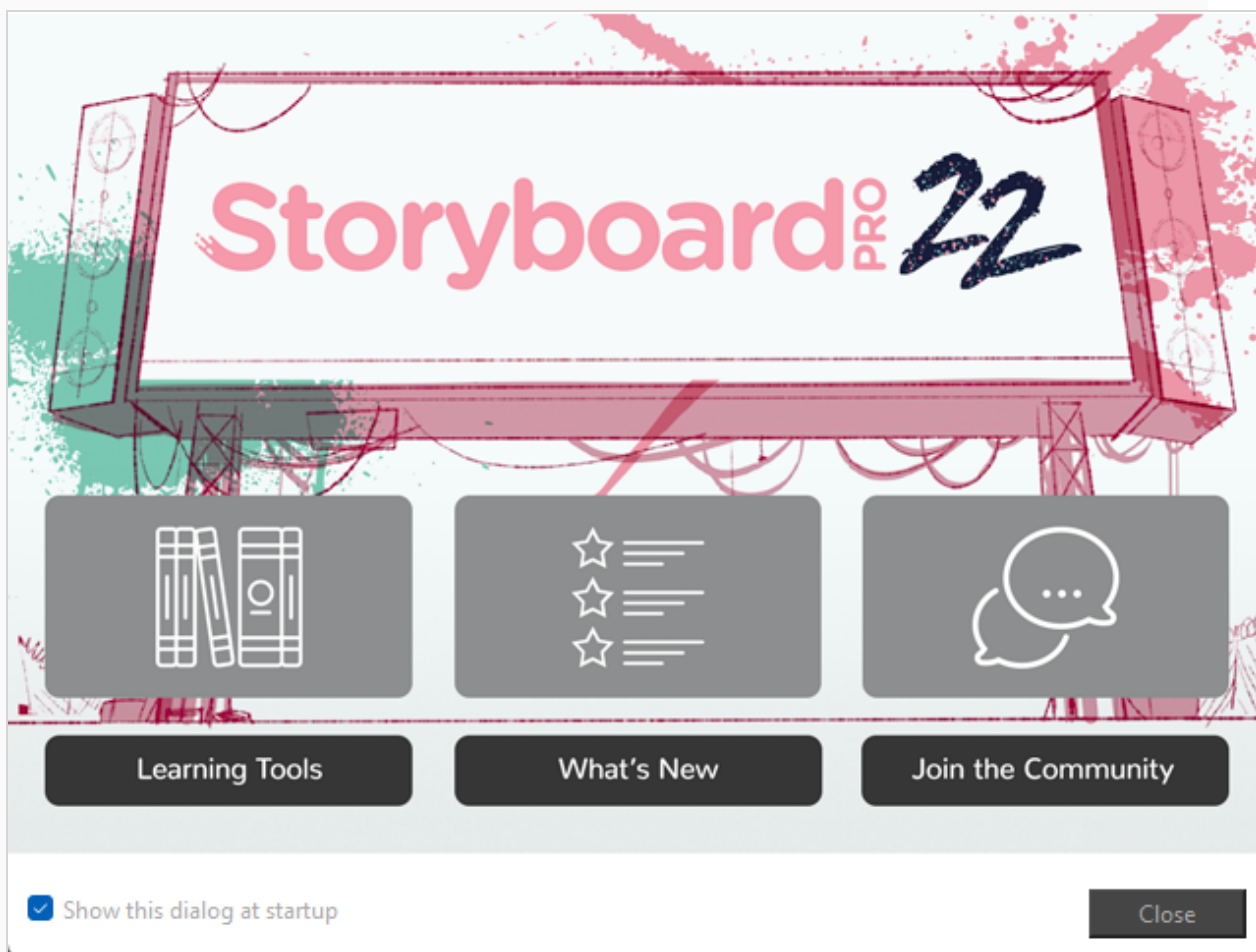 Storyboard PRO 22
Learning Tools
What's New
Join the Community
Show this dialog at startup
Close